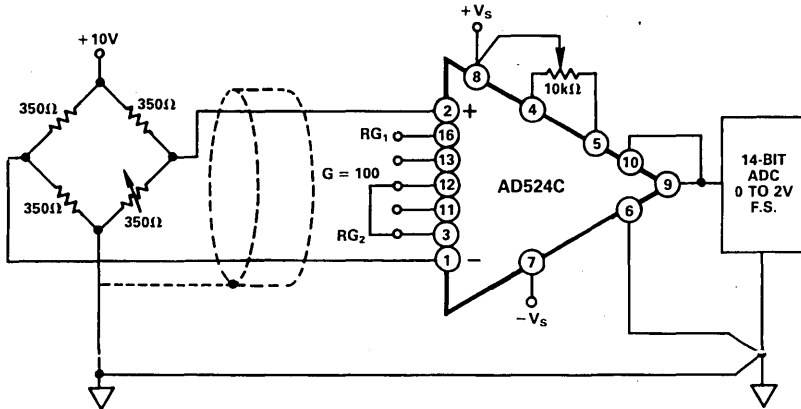 +10V
350Ω
350Ω
350Ω
350Ω
+VS
8
10kΩ
4
5
10
9
6
7
−VS
2
+
RG1
16
13
G = 100
12
11
RG2
3
1
−
AD524C
14-BIT
ADC
0 TO 2V
F.S.